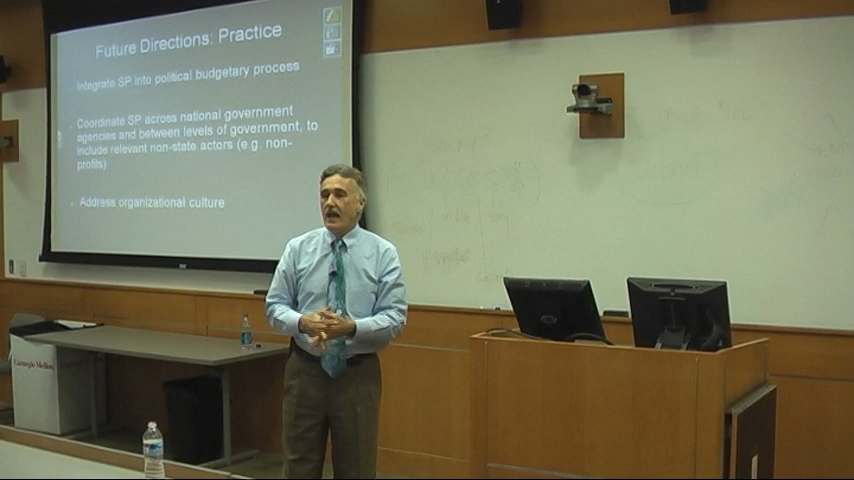 Future Directions: Practice
Integrate SP into political budgetary process
Coordinate SP across national government
agencies and between levels of government, to
include relevant non-state actors (e.g. non-
profits)
Address organizational culture
Carnegie Mellon